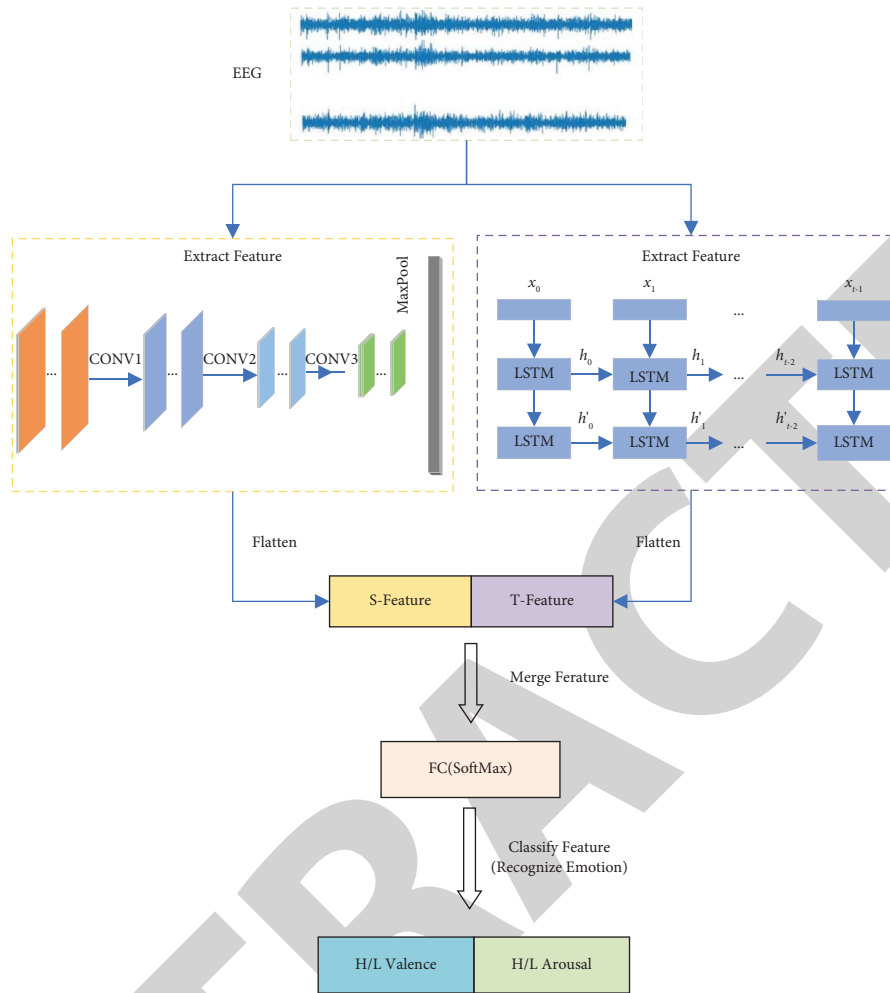 EEG
Extract Feature
MaxPool
CONV1
CONV2
CONV3
...
...
...
...
Extract Feature
x0
x1
...
xt-1
h0
h1
ht-2
LSTM
LSTM
...
LSTM
h'0
h'1
h't-2
LSTM
LSTM
...
LSTM
Flatten
Flatten
S-Feature
T-Feature
Merge Ferature
FC(SoftMax)
Classify Feature
(Recognize Emotion)
H/L Valence
H/L Arousal
TRACT